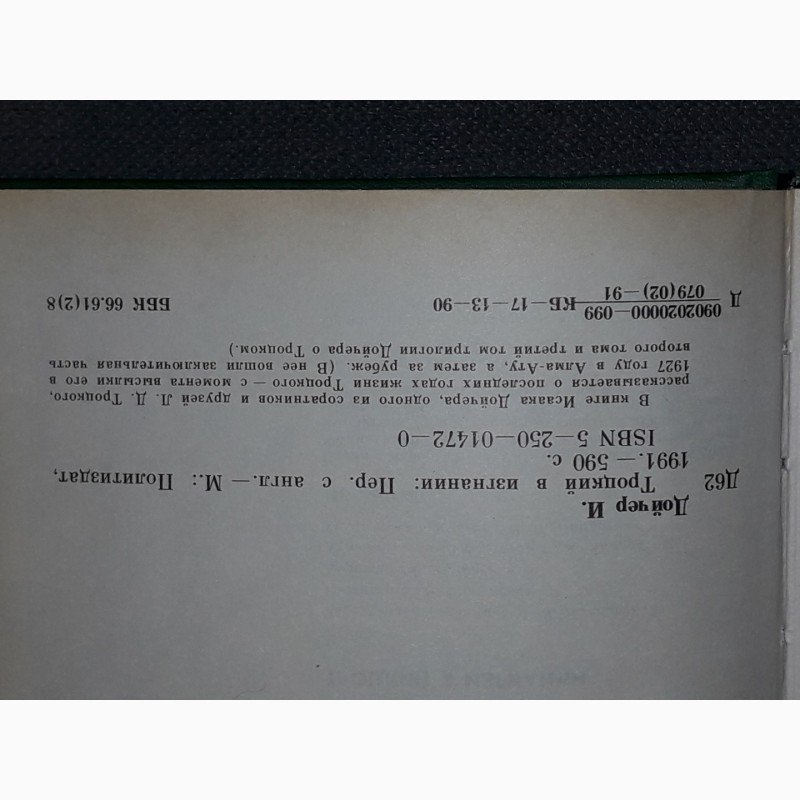 Дойчер И.
Д62 Троцкий в изгнании: Пер. с англ.— М.: Политиздат,
1991.— 590 с.
ISBN 5—250—01472—0
В книге Исаака Дойчера, одного из соратников и друзей Л. Д. Троцкого,
рассказывается о последних годах жизни Троцкого — с момента высылки его в
1927 году в Алма-Ату, а затем за рубеж. (В нее вошли заключительная часть
второго тома и третий том трилогии Дойчера о Троцком.)
Д 0902020000—099 КБ—17—13—90 ББК 66.61(2)8
079(02)—91